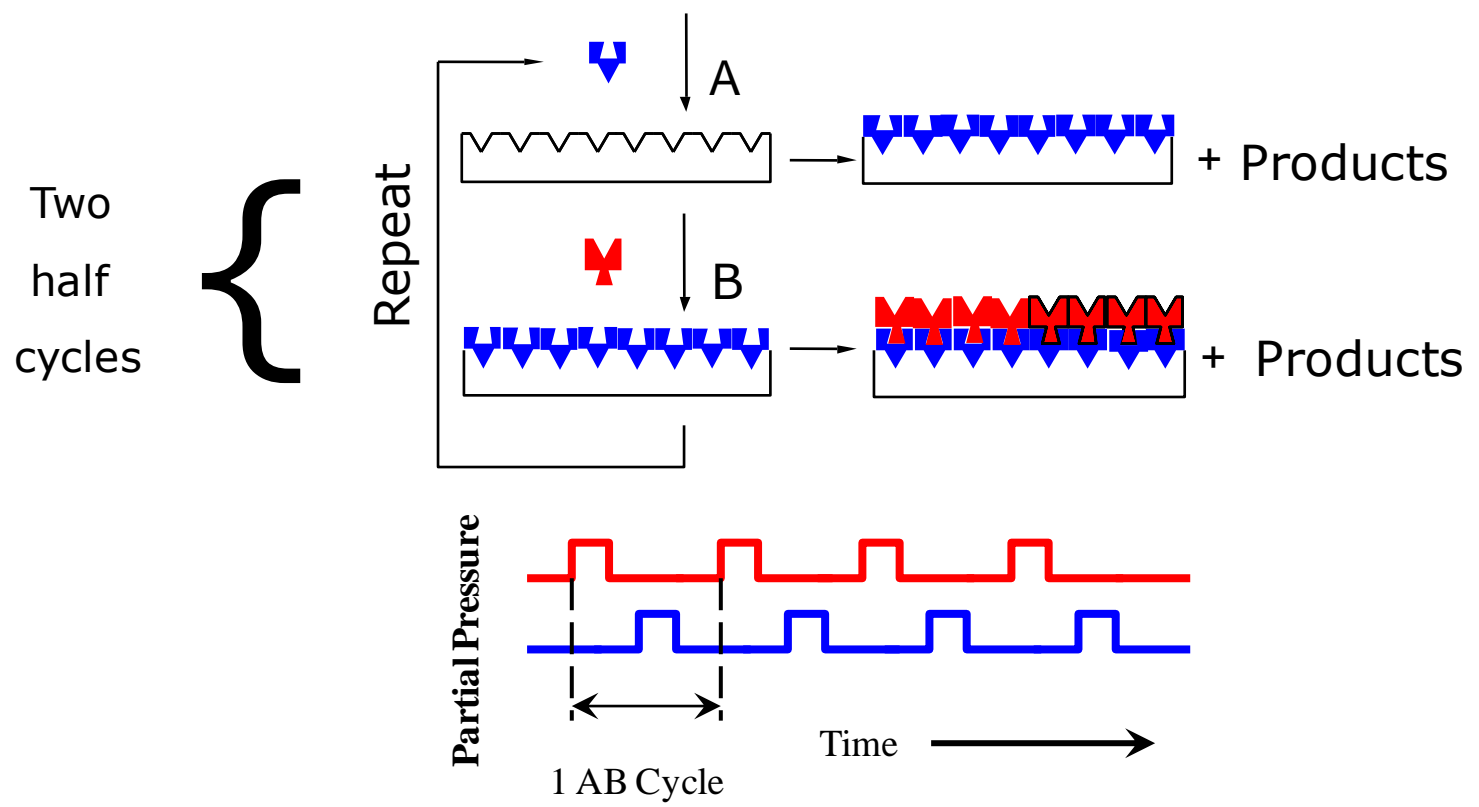 A
+ Products
Two
half
cycles
{
Repeat
B
+ Products
Partial Pressure
Time
1 AB Cycle